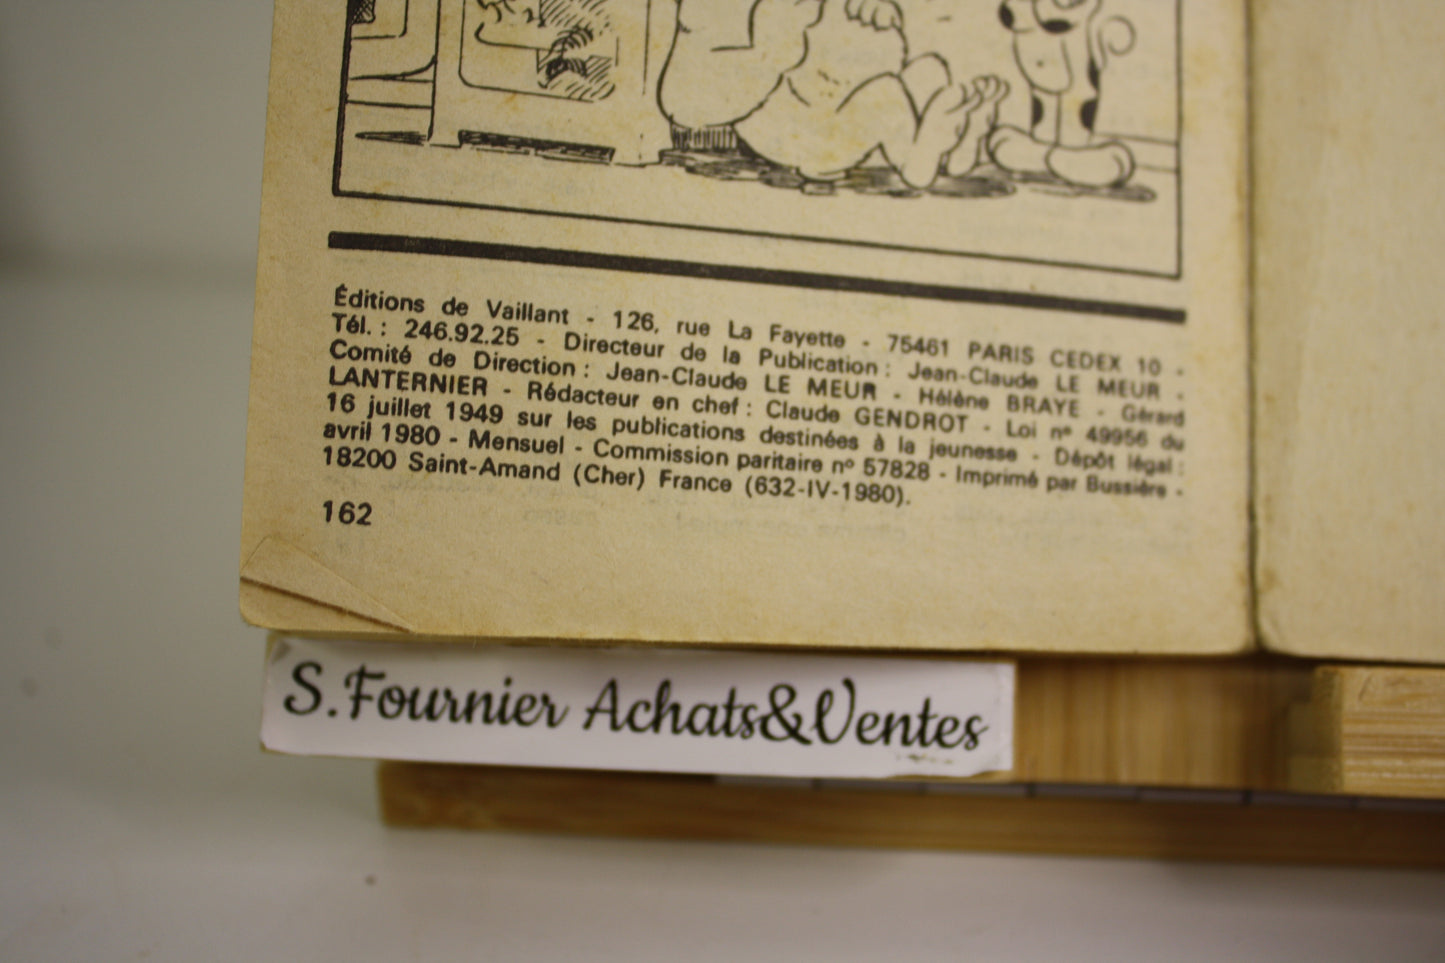 Éditions de Vaillant - 126, rue La Fayette - 75461 PARIS CEDEX 10 -
Tél. : 246.92.25 - Directeur de la Publication : Jean-Claude LE MEUR -
Comité de Direction : Jean-Claude LE MEUR - Hélène BRAYE - Gérard
LANTERNIER - Rédacteur en chef : Claude GENDROT - Loi nº 49956 du
16 juillet 1949 sur les publications destinées à la jeunesse - Dépôt légal :
avril 1980 - Mensuel - Commission paritaire nº 57828 - Imprimé par Bussière -
18200 Saint-Amand (Cher) France (632-IV-1980).
162
S.Fournier Achats&Ventes